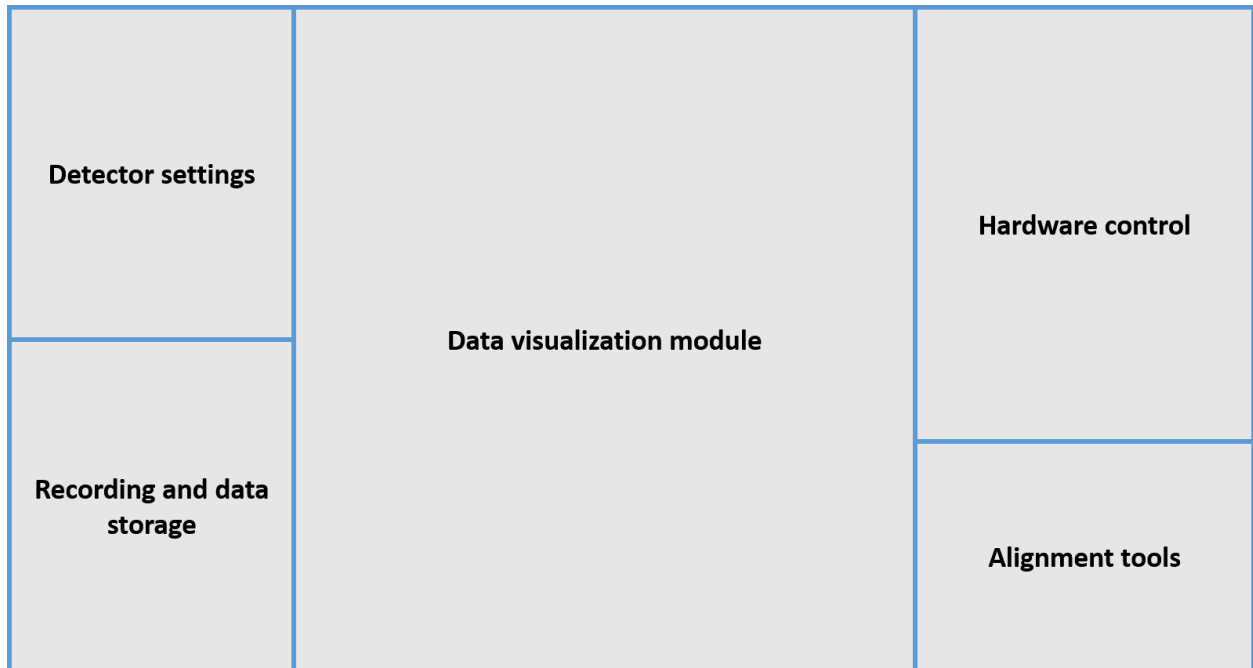 Detector settings
Recording and data
storage
Data visualization module
Hardware control
Alignment tools